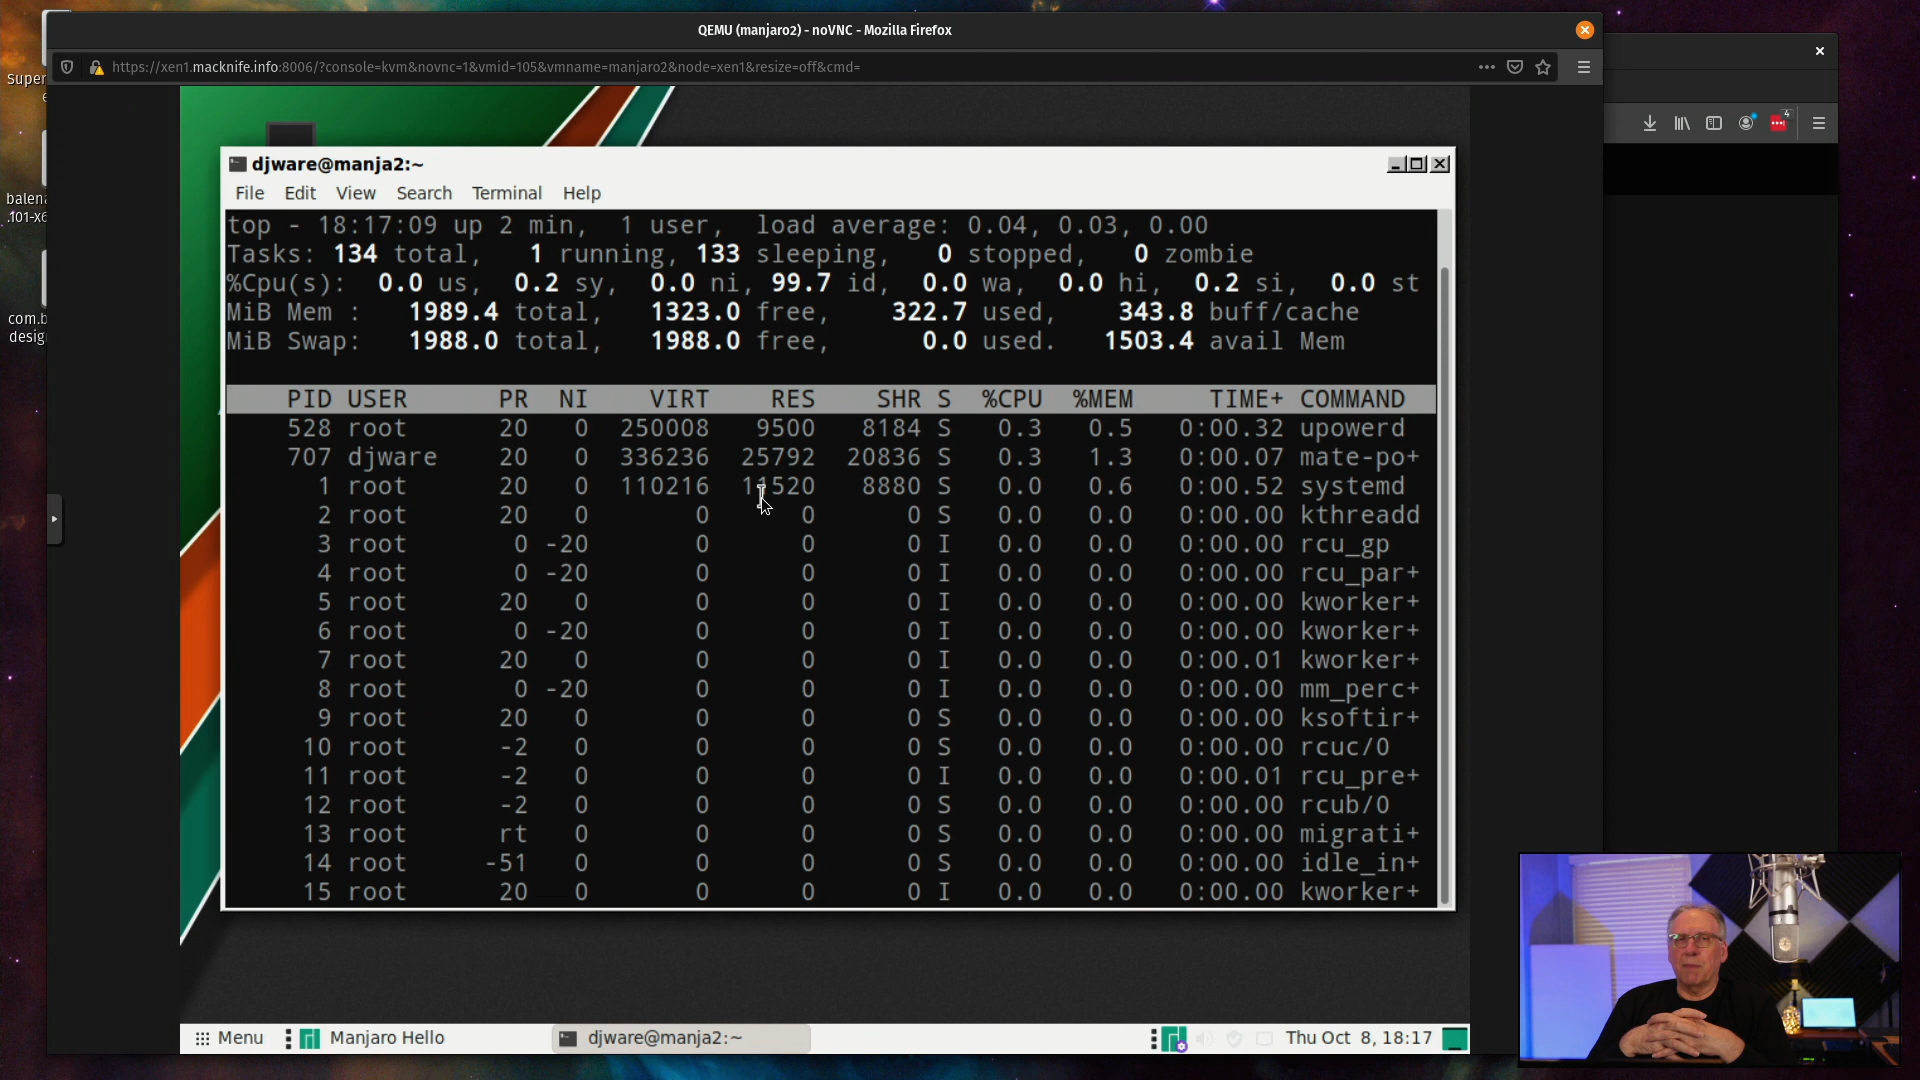 QEMU (manjaro2) - noVNC - Mozilla Firefox
https://xen1.macknife.info:8006/?console=kvm&novnc=1&vmid=105&vmname=manjaro2&node=xen1&resize=off&cmd=
4
Super
e
balena
.101-x6
com.b
desig
djware@manja2:~
File Edit View Search Terminal Help
top - 18:17:09 up 2 min, 1 user, load average: 0.04, 0.03, 0.00
Tasks: 134 total, 1 running, 133 sleeping, 0 stopped, 0 zombie
%Cpu(s): 0.0 us, 0.2 sy, 0.0 ni, 99.7 id, 0.0 wa, 0.0 hi, 0.2 si, 0.0 st
MiB Mem : 1989.4 total, 1323.0 free, 322.7 used, 343.8 buff/cache
MiB Swap: 1988.0 total, 1988.0 free, 0.0 used. 1503.4 avail Mem
PID USER PR NI VIRT RES SHR S %CPU %MEM TIME+ COMMAND
528 root 20 0 250008 9500 8184 S 0.3 0.5 0:00.32 upowerd
707 djware 20 0 336236 25792 20836 S 0.3 1.3 0:00.07 mate-po+
1 root 20 0 110216 11520 8880 S 0.0 0.6 0:00.52 systemd
2 root 20 0 0 0 0 S 0.0 0.0 0:00.00 kthreadd
3 root 0 -20 0 0 0 I 0.0 0.0 0:00.00 rcu_gp
4 root 0 -20 0 0 0 I 0.0 0.0 0:00.00 rcu_par+
5 root 20 0 0 0 0 I 0.0 0.0 0:00.00 kworker+
6 root 0 -20 0 0 0 I 0.0 0.0 0:00.00 kworker+
7 root 20 0 0 0 0 I 0.0 0.0 0:00.01 kworker+
8 root 0 -20 0 0 0 I 0.0 0.0 0:00.00 mm_perc+
9 root 20 0 0 0 0 S 0.0 0.0 0:00.00 ksoftir+
10 root -2 0 0 0 0 S 0.0 0.0 0:00.00 rcuc/0
11 root -2 0 0 0 0 I 0.0 0.0 0:00.01 rcu_pre+
12 root -2 0 0 0 0 S 0.0 0.0 0:00.00 rcub/0
13 root rt 0 0 0 0 S 0.0 0.0 0:00.00 migrati+
14 root -51 0 0 0 0 S 0.0 0.0 0:00.00 idle_in+
15 root 20 0 0 0 0 I 0.0 0.0 0:00.00 kworker+
Menu Manjaro Hello djware@manja2:~ Thu Oct 8, 18:17